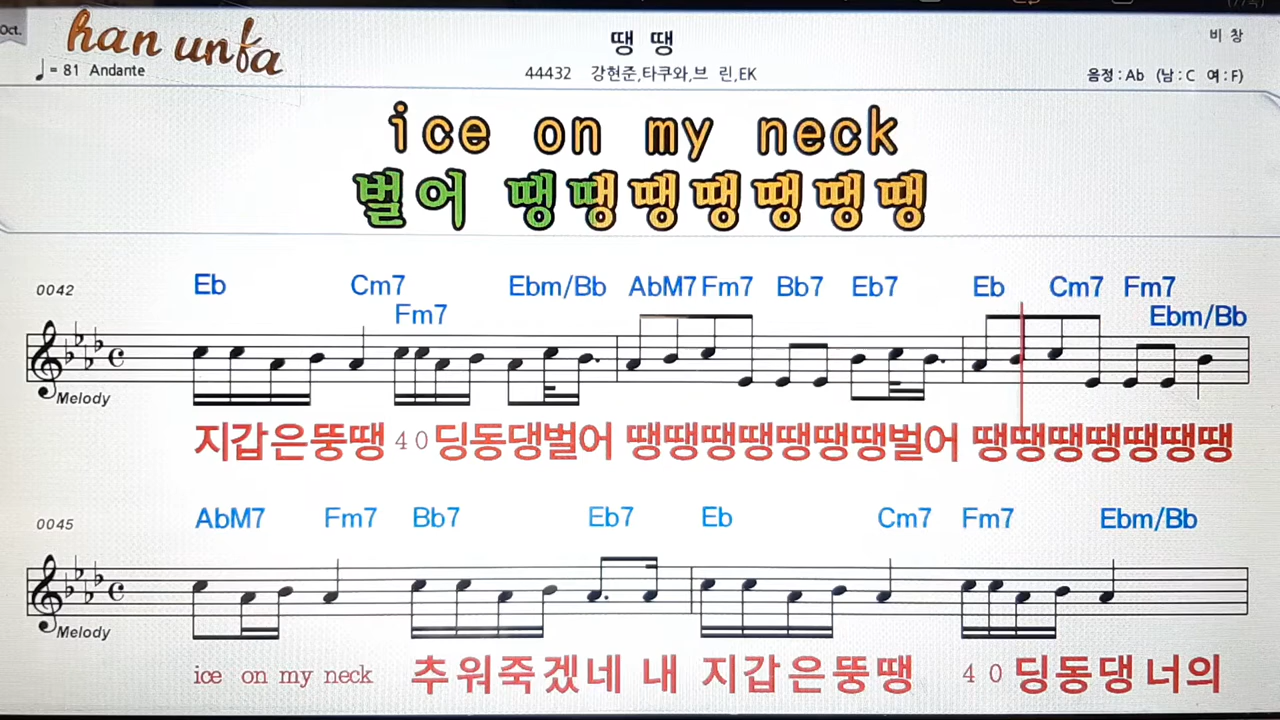 Oct.
han unfa
땡 땡
비 창
♩= 81 Andante
44432 강현준,타쿠와,브 린,EK
음정 : Ab (남 : C 여 : F)
ice on my neck
벌어 땡땡땡땡땡땡땡
0042 Eb Cm7 Ebm/Bb AbM7 Fm7 Bb7 Eb7 Eb Cm7 Fm7
Fm7 Ebm/Bb
Melody
지갑은뚱땡 40 딩동댕벌어 땡땡땡땡땡땡땡벌어 땡땡땡땡땡땡땡
0045 AbM7 Fm7 Bb7 Eb7 Eb Cm7 Fm7 Ebm/Bb
Melody
ice on my neck 추워죽겠네 내 지갑은뚱땡 40 딩동댕 너의